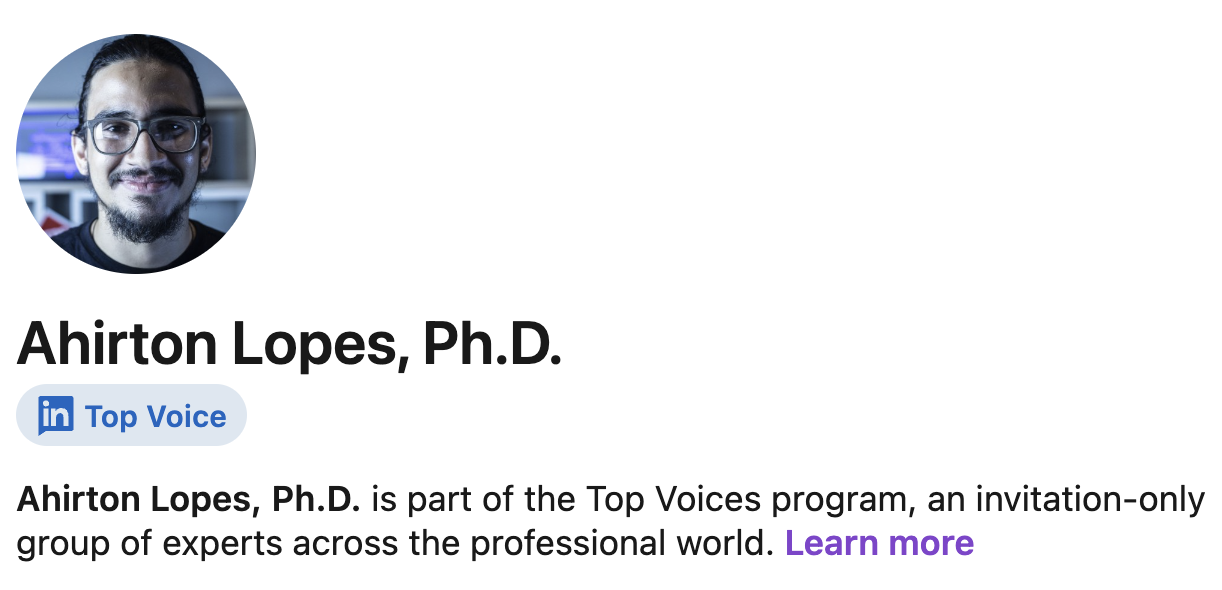 Ahirton Lopes, Ph.D.
in Top Voice
Ahirton Lopes, Ph.D. is part of the Top Voices program, an invitation-only
group of experts across the professional world. Learn more